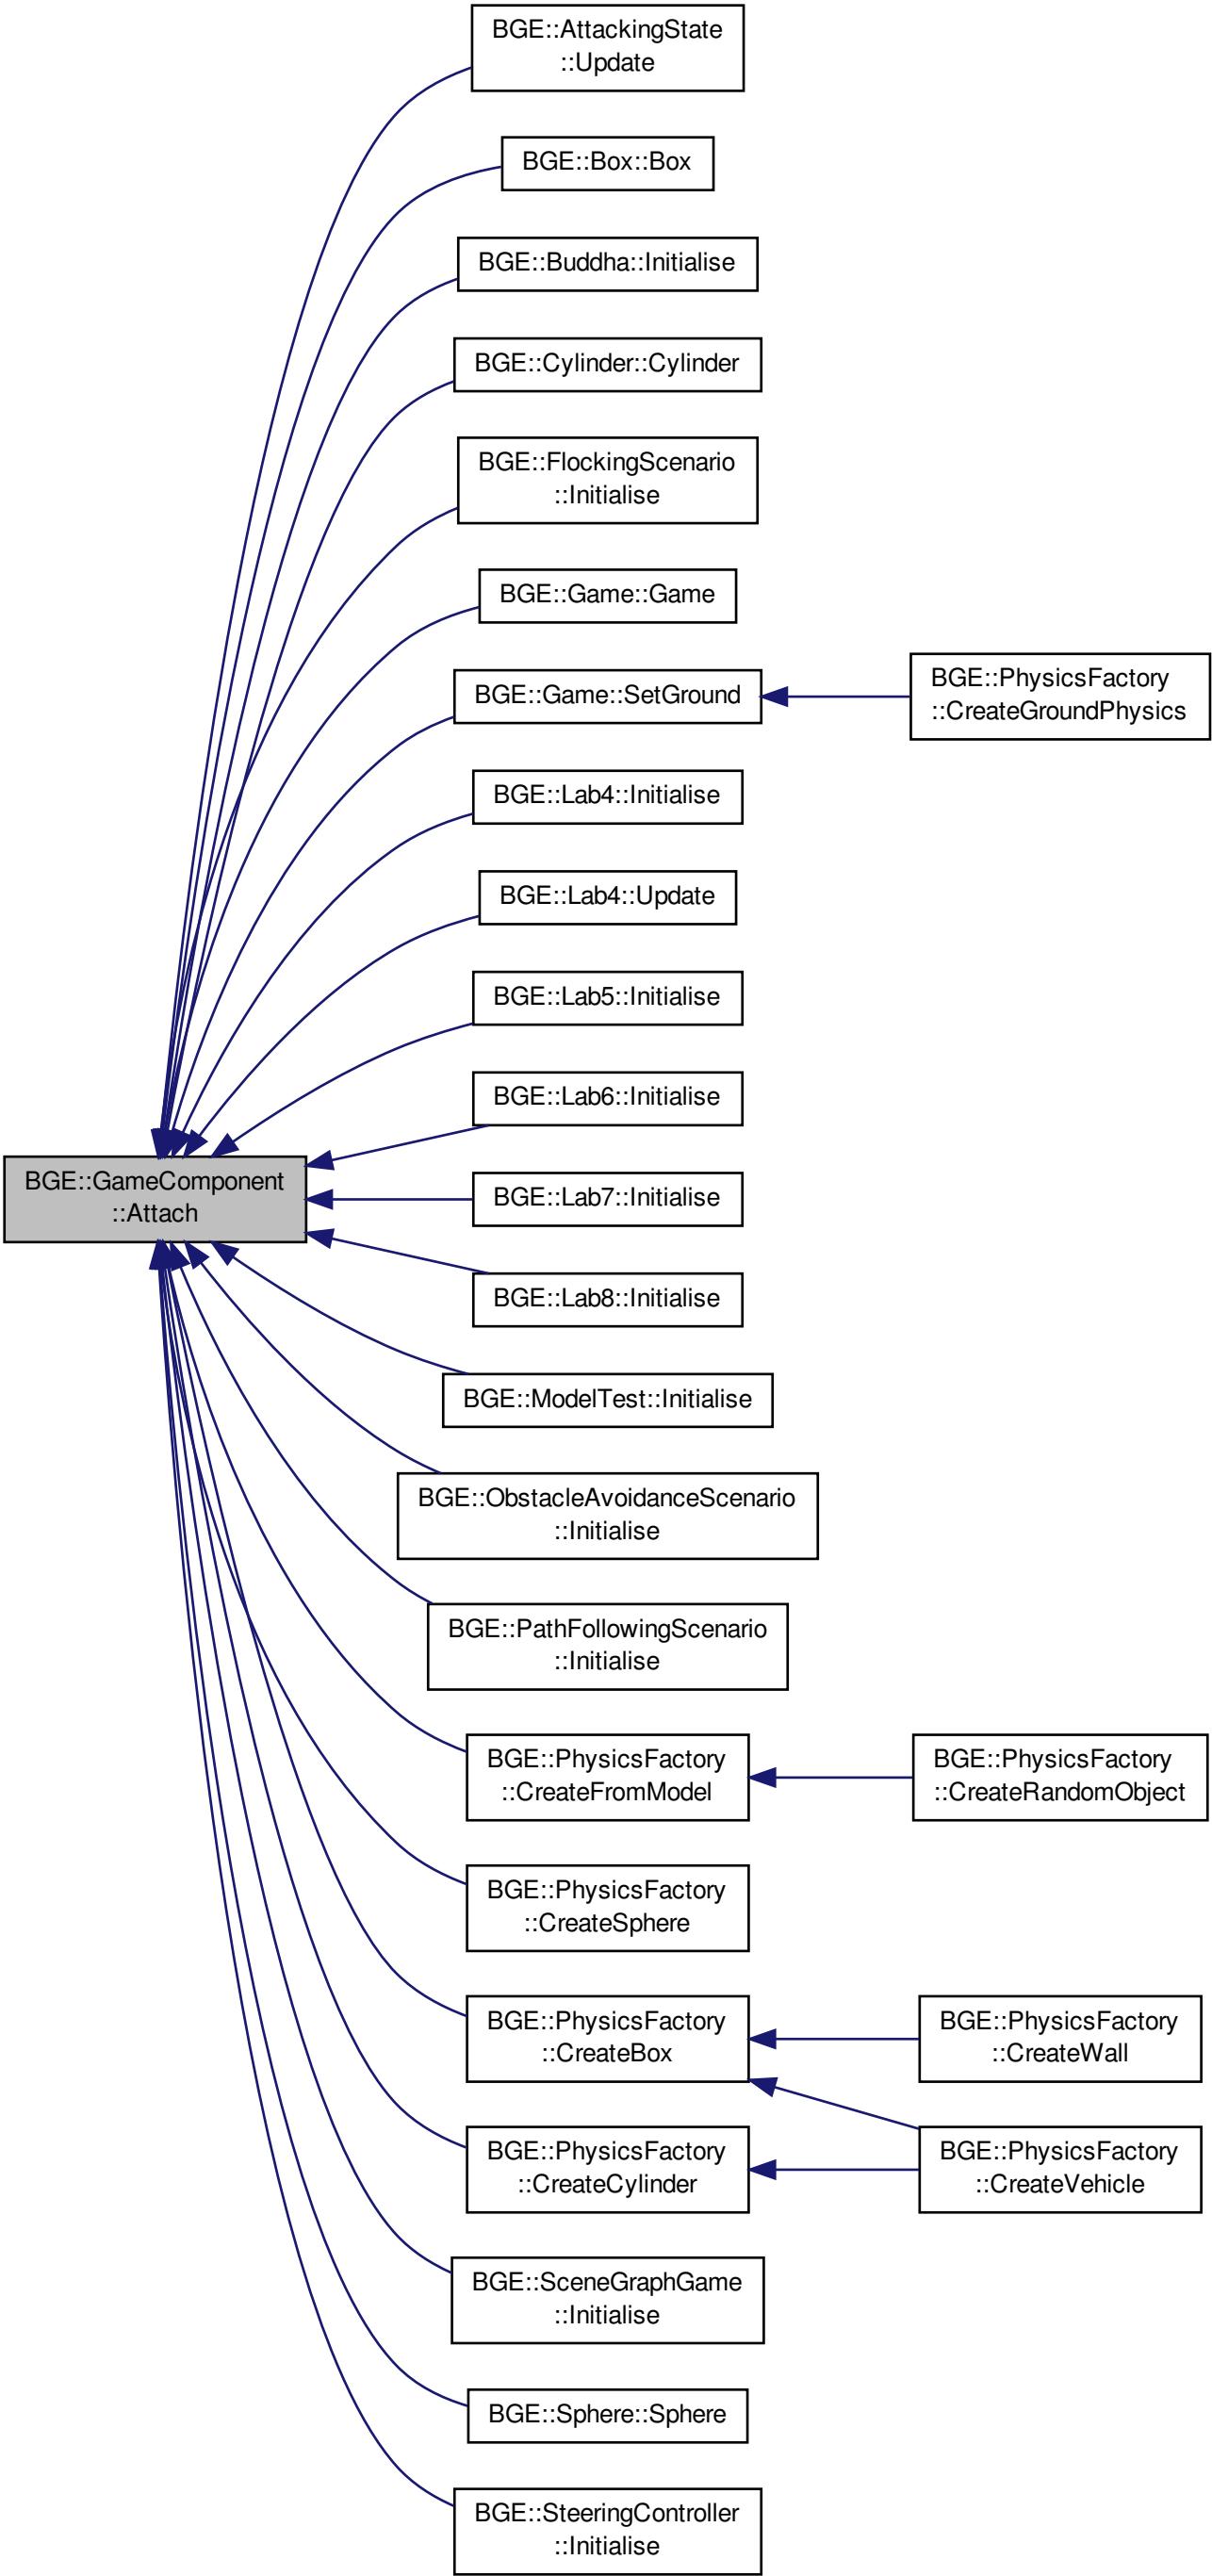 BGE::AttackingState
::Update
BGE::Box::Box
BGE::Buddha::Initialise
BGE::Cylinder::Cylinder
BGE::FlockingScenario
::Initialise
BGE::Game::Game
BGE::Game::SetGround
BGE::PhysicsFactory
::CreateGroundPhysics
BGE::Lab4::Initialise
BGE::Lab4::Update
BGE::Lab5::Initialise
BGE::Lab6::Initialise
BGE::GameComponent
::Attach
BGE::Lab7::Initialise
BGE::Lab8::Initialise
BGE::ModelTest::Initialise
BGE::ObstacleAvoidanceScenario
::Initialise
BGE::PathFollowingScenario
::Initialise
BGE::PhysicsFactory
::CreateFromModel
BGE::PhysicsFactory
::CreateRandomObject
BGE::PhysicsFactory
::CreateSphere
BGE::PhysicsFactory
::CreateBox
BGE::PhysicsFactory
::CreateWall
BGE::PhysicsFactory
::CreateCylinder
BGE::PhysicsFactory
::CreateVehicle
BGE::SceneGraphGame
::Initialise
BGE::Sphere::Sphere
BGE::SteeringController
::Initialise